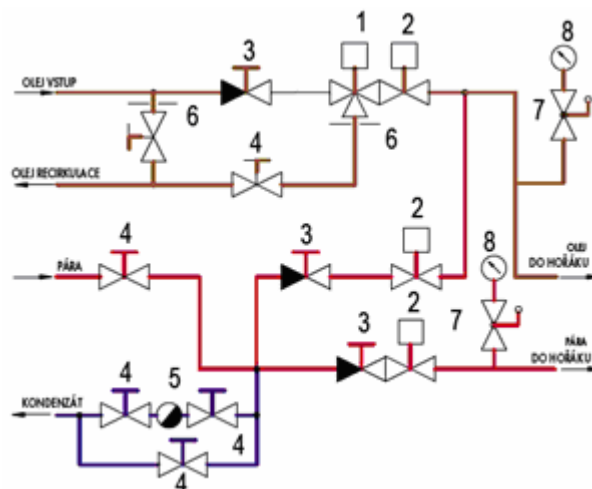 1 2 8
3
OLEJ VSTUP
6 7
4 6
OLEJ RECIRKULACE
2 8
4 3
PÁRA
OLEJ
DO HOŘÁKU
2 7
3
PÁRA
DO HOŘÁKU
4 5
KONDENZÁT
4
4